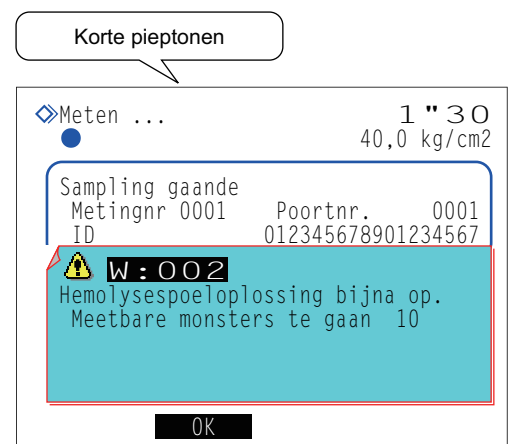 Korte pieptonen
Meten ... 1"30
40,0 kg/cm2
Sampling gaande
Metingnr 0001 Poortnr. 0001
ID 012345678901234567
W:002
Hemolysespoeloplossing bijna op.
Meetbare monsters te gaan 10
OK